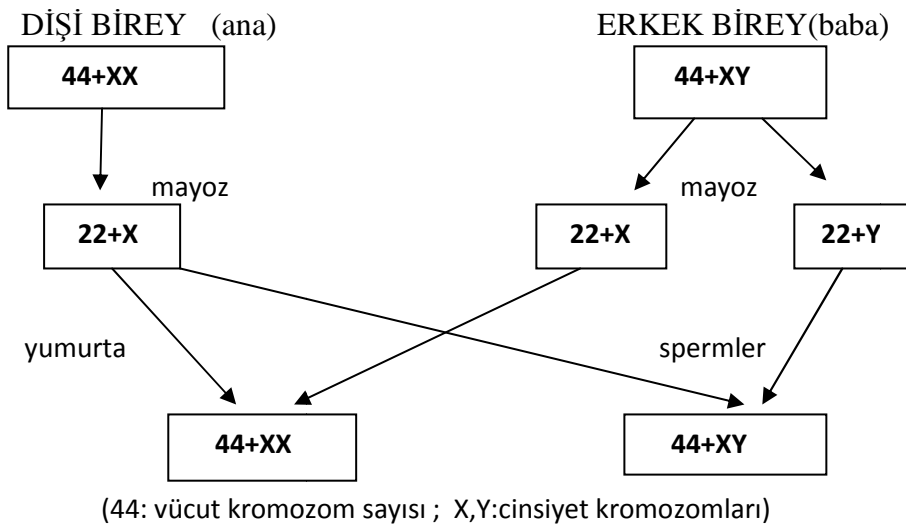 DİŞİ BİREY (ana) ERKEK BİREY(baba)
44+XX 44+XY
mayoz mayoz
22+X 22+X 22+Y
yumurta spermler
44+XX 44+XY
(44: vücut kromozom sayısı ; X,Y:cinsiyet kromozomları)